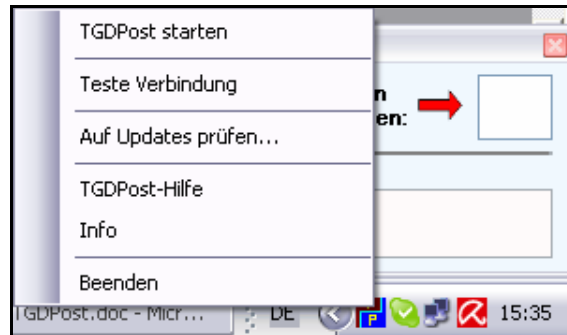 TGDPost starten
Teste Verbindung
Auf Updates prüfen...
TGDPost-Hilfe
Info
Beenden
n
en:
TGDPost.doc - Micr...
DE
P
15:35